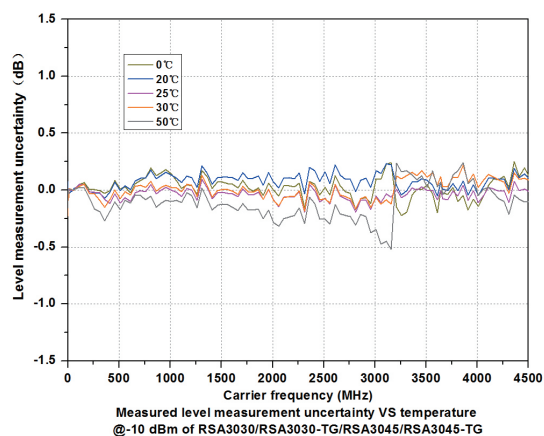 Level measurement uncertainty (dB)
1.5
1.0
0.5
0.0
-0.5
-1.0
-1.5
0℃
20℃
25℃
30℃
50℃
0 500 1000 1500 2000 2500 3000 3500 4000 4500
Carrier frequency (MHz)
Measured level measurement uncertainty VS temperature
@-10 dBm of RSA3030/RSA3030-TG/RSA3045/RSA3045-TG